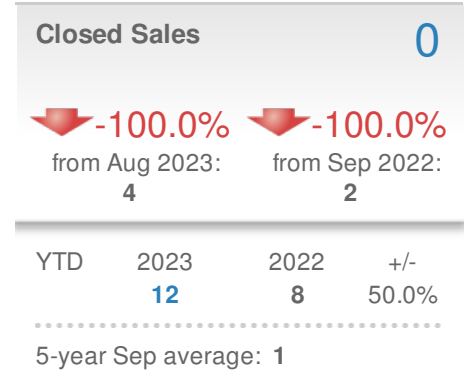 Closed Sales 0
-100.0% -100.0%
from Aug 2023: from Sep 2022:
4 2
YTD 2023 2022 +/-
12 8 50.0%
5-year Sep average: 1